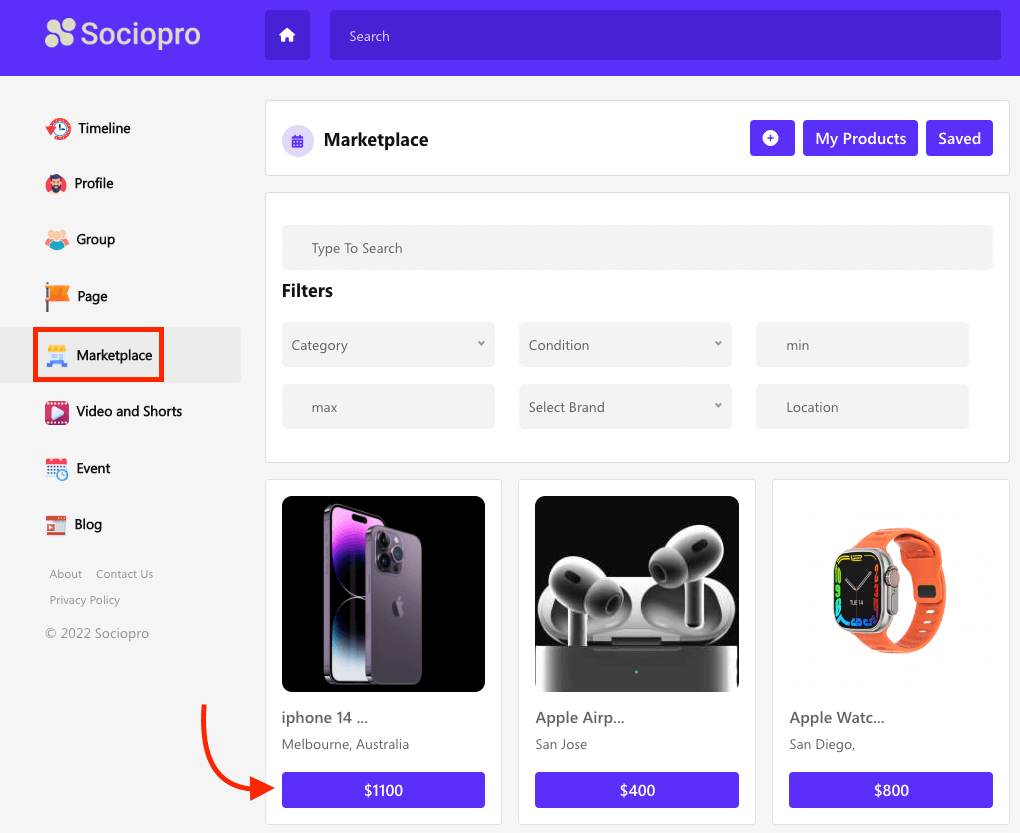 Sociopro
Search
Timeline
Profile
Group
Page
Marketplace
Video and Shorts
Event
Blog
About Contact Us
Privacy Policy
© 2022 Sociopro
Marketplace
My Products
Saved
Type To Search
Filters
Category
Condition
min
max
Select Brand
Location
iphone 14 ...
Melbourne, Australia
$1100
Apple Airp...
San Jose
$400
TUE 14
Apple Watc...
San Diego,
$800